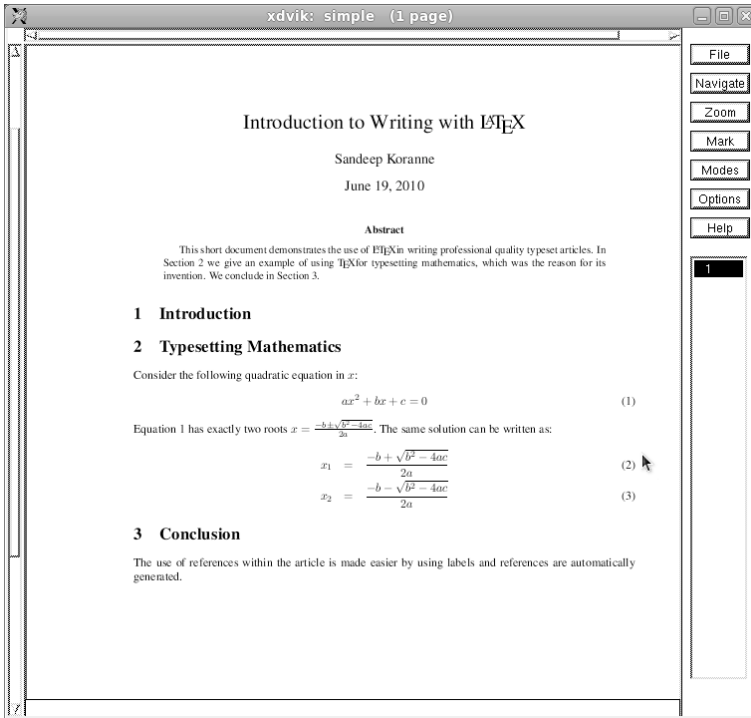 xdvik: simple (1 page)
File
Navigate
Zoom
Mark
Modes
Options
Help
1
Introduction to Writing with LATEX
Sandeep Koranne
June 19, 2010
Abstract
This short document demonstrates the use of LATEXin writing professional quality typeset articles. In
Section 2 we give an example of using TEXfor typesetting mathematics, which was the reason for its
invention. We conclude in Section 3.
1 Introduction
2 Typesetting Mathematics
Consider the following quadratic equation in x:
ax² + bx + c = 0 (1)
Equation 1 has exactly two roots x = (−b±√(b²−4ac))/(2a). The same solution can be written as:
x₁ = (−b + √(b² − 4ac))/(2a) (2)
x₂ = (−b − √(b² − 4ac))/(2a) (3)
3 Conclusion
The use of references within the article is made easier by using labels and references are automatically
generated.